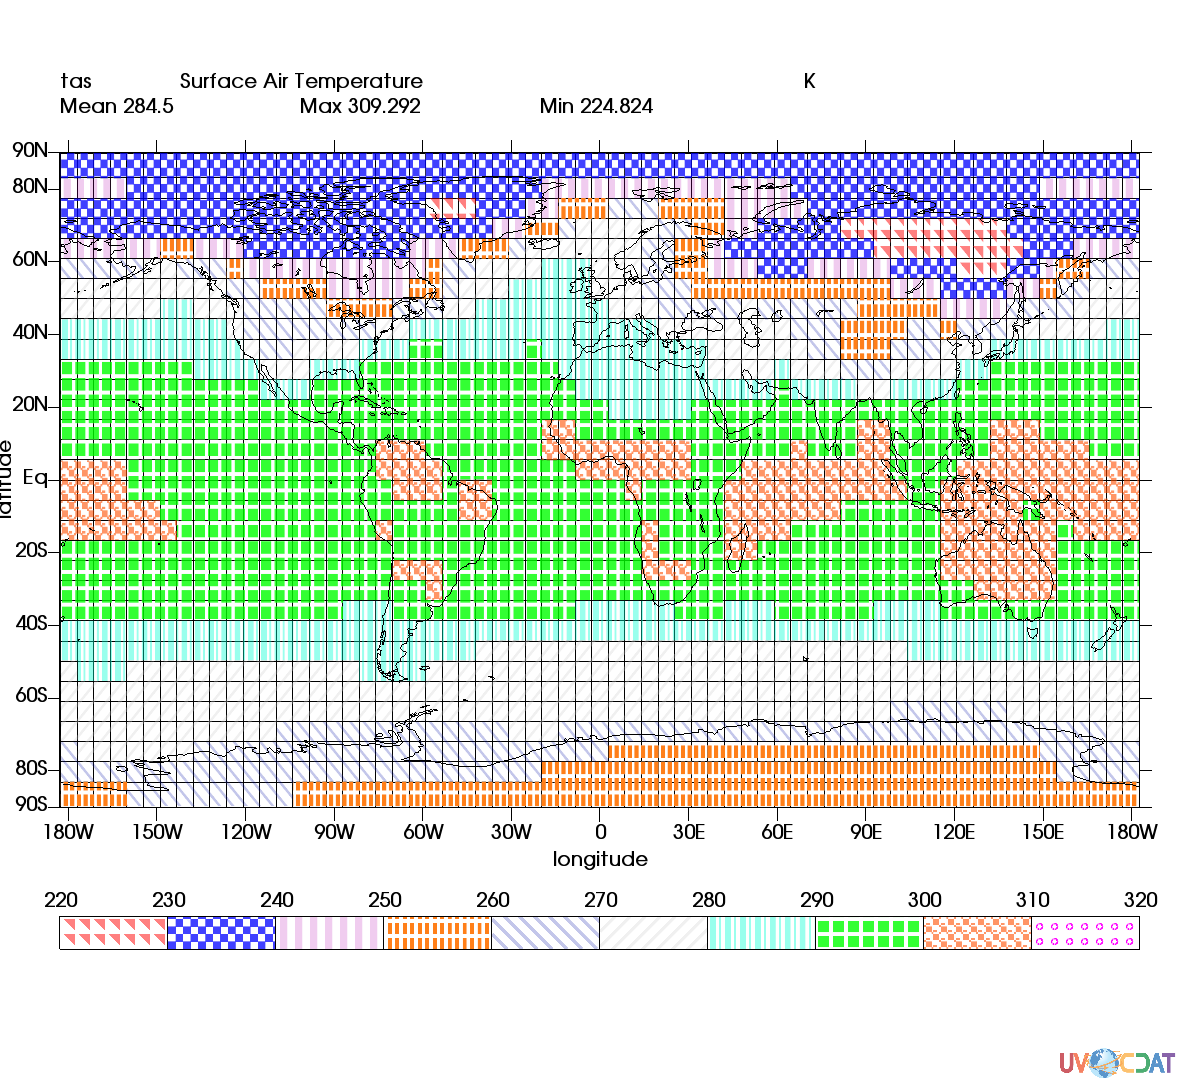 tas Surface Air Temperature K
Mean 284.5 Max 309.292 Min 224.824
90N
80N
60N
40N
20N
Eq
20S
40S
60S
80S
90S
latitude
180W 150W 120W 90W 60W 30W 0 30E 60E 90E 120E 150E 180W
longitude
220 230 240 250 260 270 280 290 300 310 320
UVCDAT